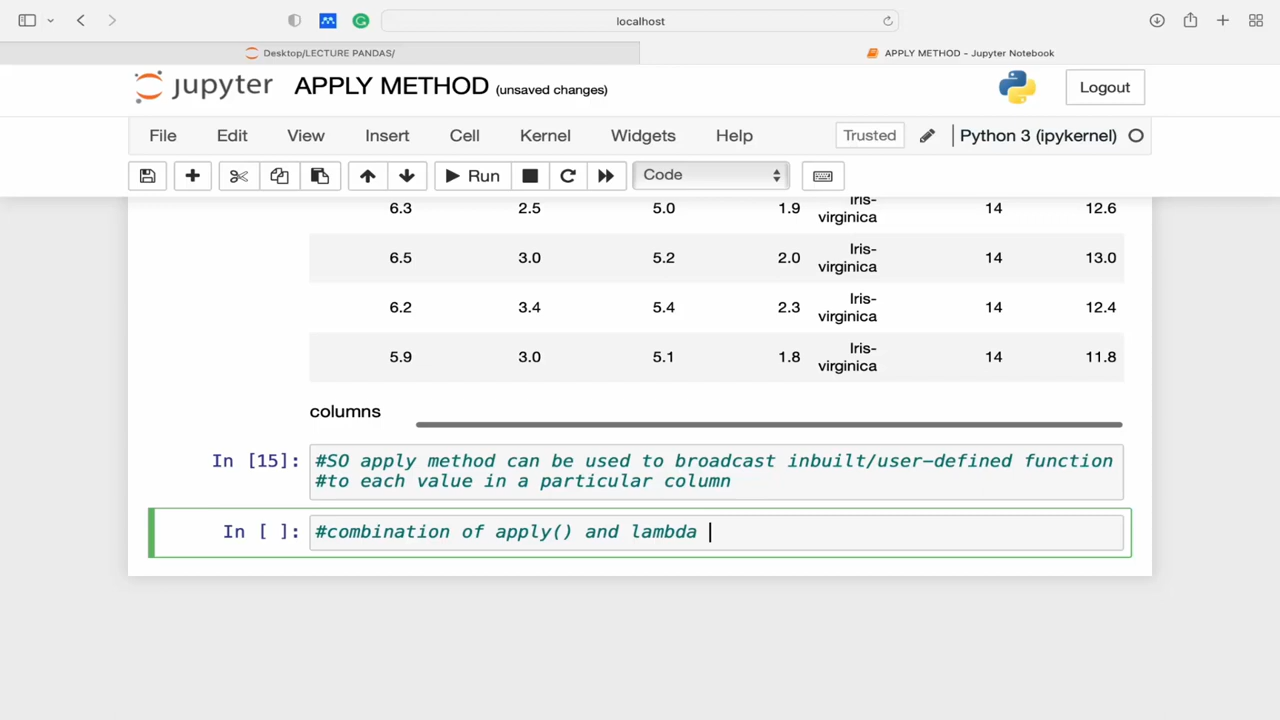 localhost
Desktop/LECTURE PANDAS/
APPLY METHOD - Jupyter Notebook
jupyter APPLY METHOD (unsaved changes)
Logout
File Edit View Insert Cell Kernel Widgets Help
Trusted
Python 3 (ipykernel)
Run
Code
6.3 2.5 5.0 1.9 Iris-virginica 14 12.6
6.5 3.0 5.2 2.0 Iris-virginica 14 13.0
6.2 3.4 5.4 2.3 Iris-virginica 14 12.4
5.9 3.0 5.1 1.8 Iris-virginica 14 11.8
columns
In [15]: #SO apply method can be used to broadcast inbuilt/user-defined function
#to each value in a particular column
In [ ]: #combination of apply() and lambda